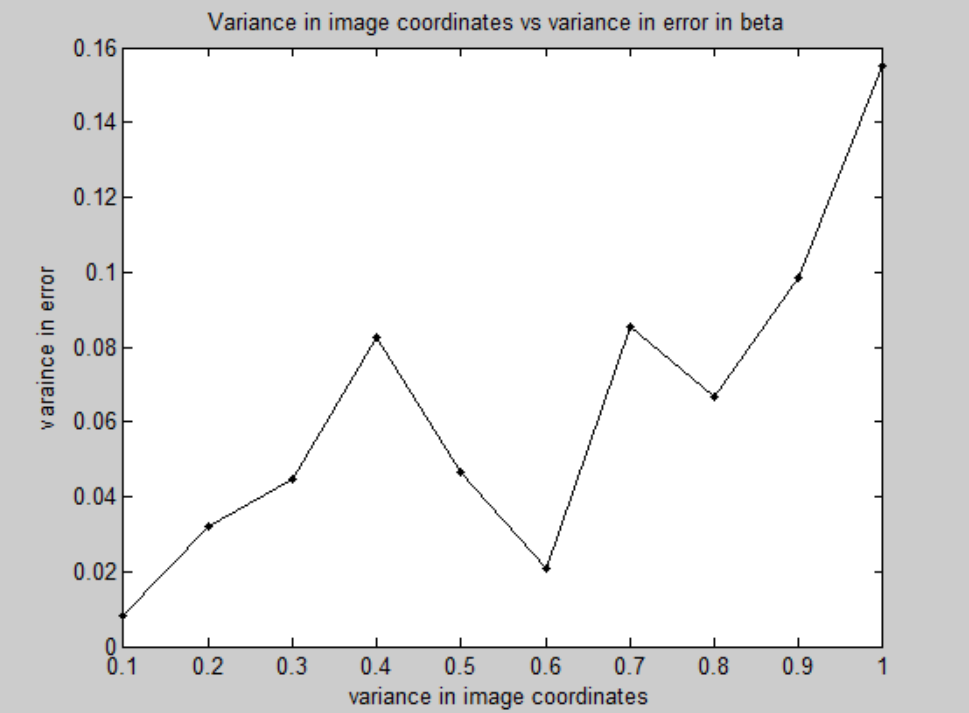 Variance in image coordinates vs variance in error in beta
0.16
0.14
0.12
0.1
0.08
0.06
0.04
0.02
0
varaince in error
0.1 0.2 0.3 0.4 0.5 0.6 0.7 0.8 0.9 1
variance in image coordinates